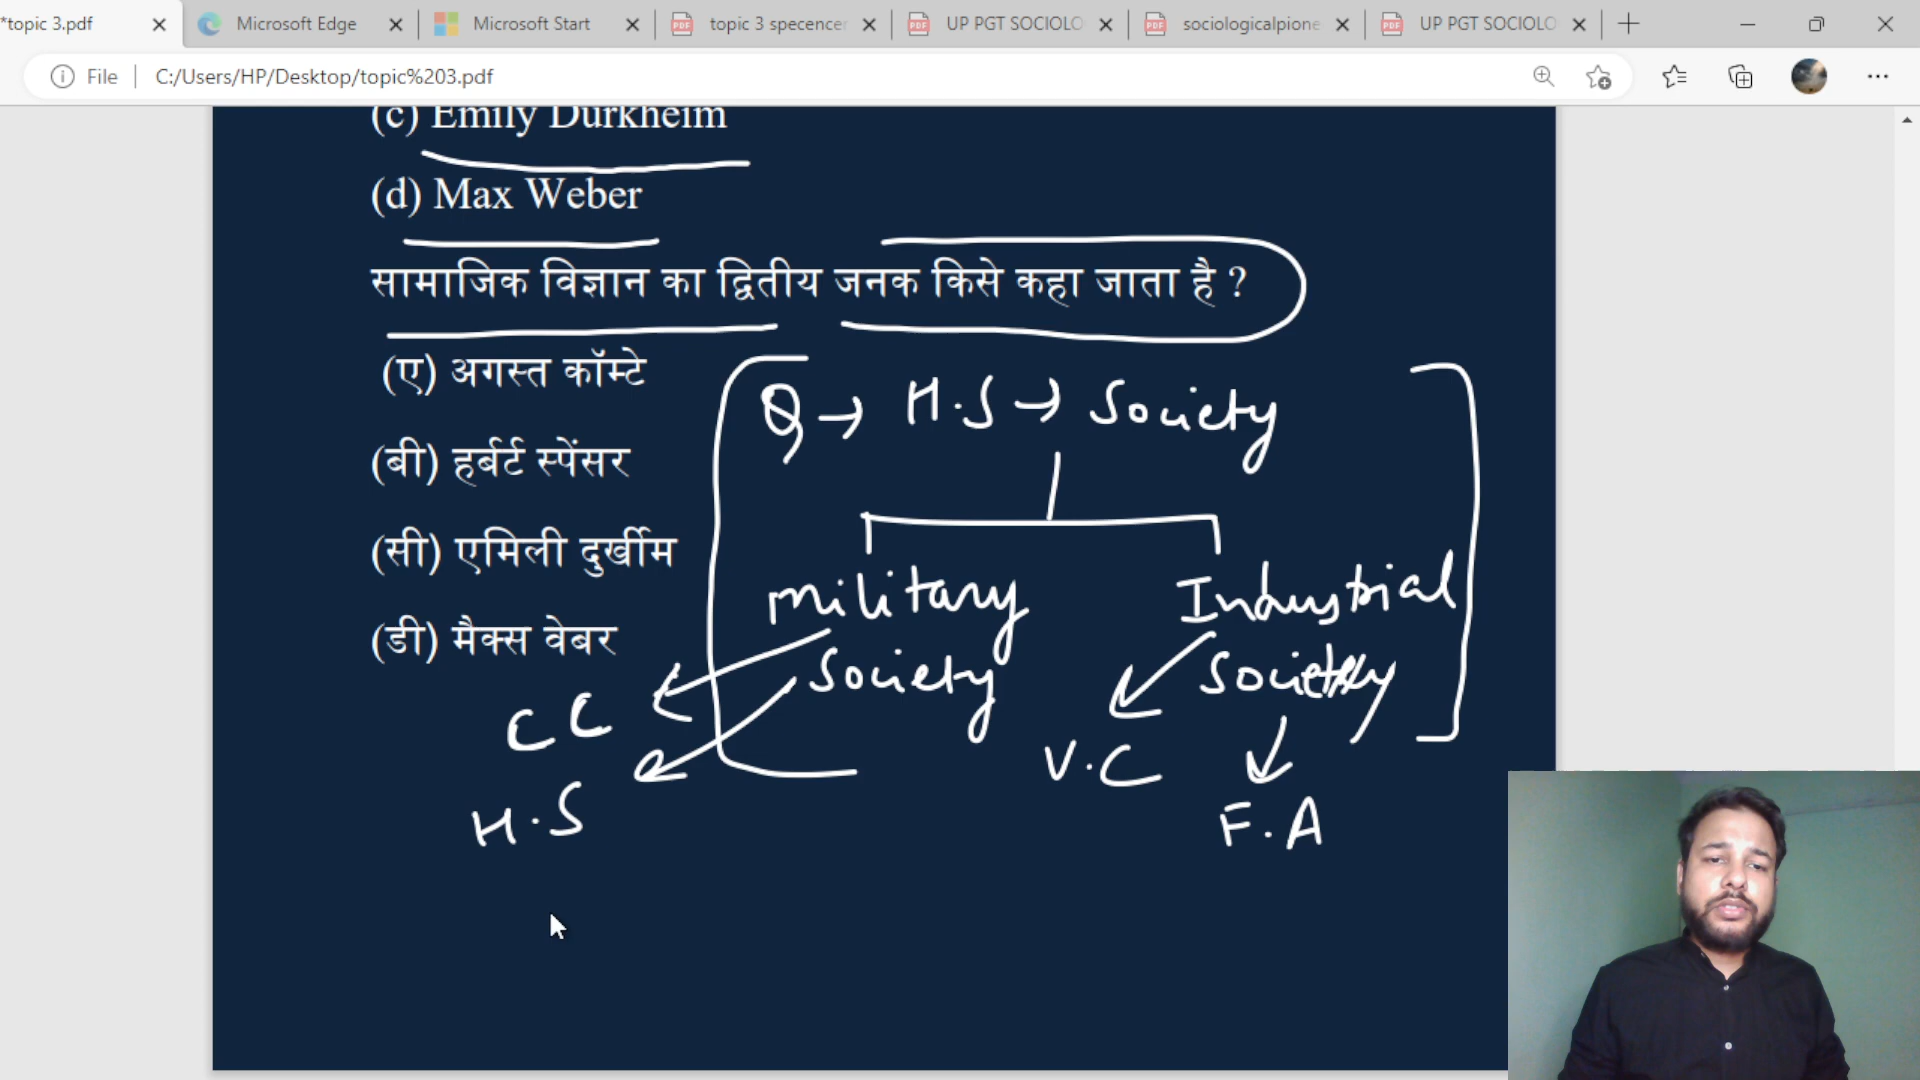 *topic 3.pdf
Microsoft Edge
Microsoft Start
topic 3 specencer
UP PGT SOCIOLO
sociologicalpione
UP PGT SOCIOLO
File
C:/Users/HP/Desktop/topic%203.pdf
(c) Emily Durkheim
(d) Max Weber
सामाजिक विज्ञान का द्वितीय जनक किसे कहा जाता है ?
(ए) अगस्त कॉम्टे
(बी) हर्बर्ट स्पेंसर
(सी) एमिली दुर्खीम
(डी) मैक्स वेबर
Q → H.S → Society
military Society
Industrial Society
C C
H.S
V.C
F.A